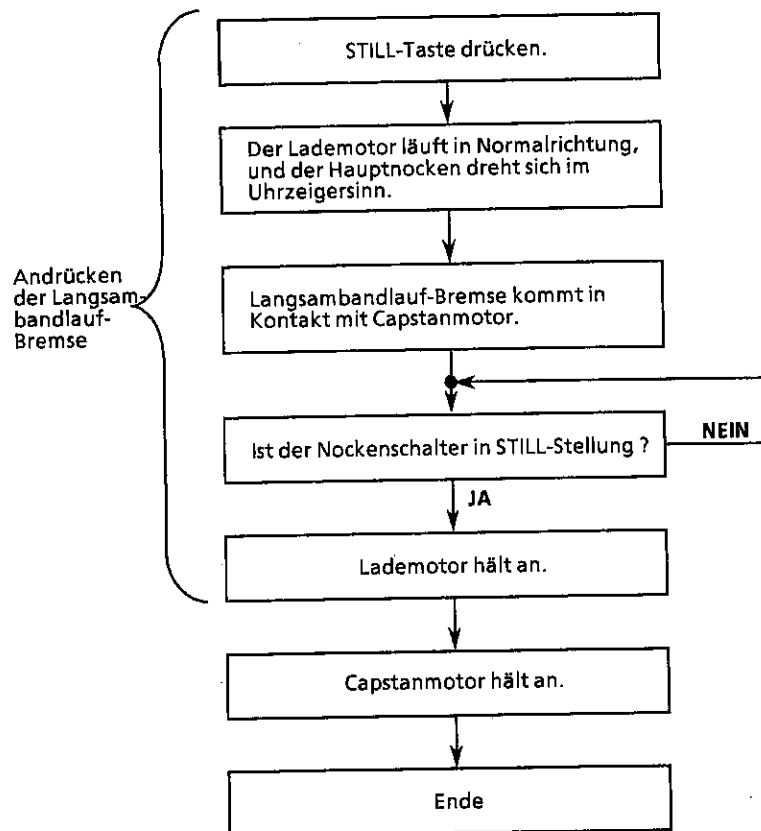 STILL-Taste drücken.
Der Lademotor läuft in Normalrichtung,
und der Hauptnocken dreht sich im
Uhrzeigersinn.
Andrücken
der Langsam-
bandlauf-
Bremse
Langsambandlauf-Bremse kommt in
Kontakt mit Capstanmotor.
Ist der Nockenschalter in STILL-Stellung ?
NEIN
JA
Lademotor hält an.
Capstanmotor hält an.
Ende